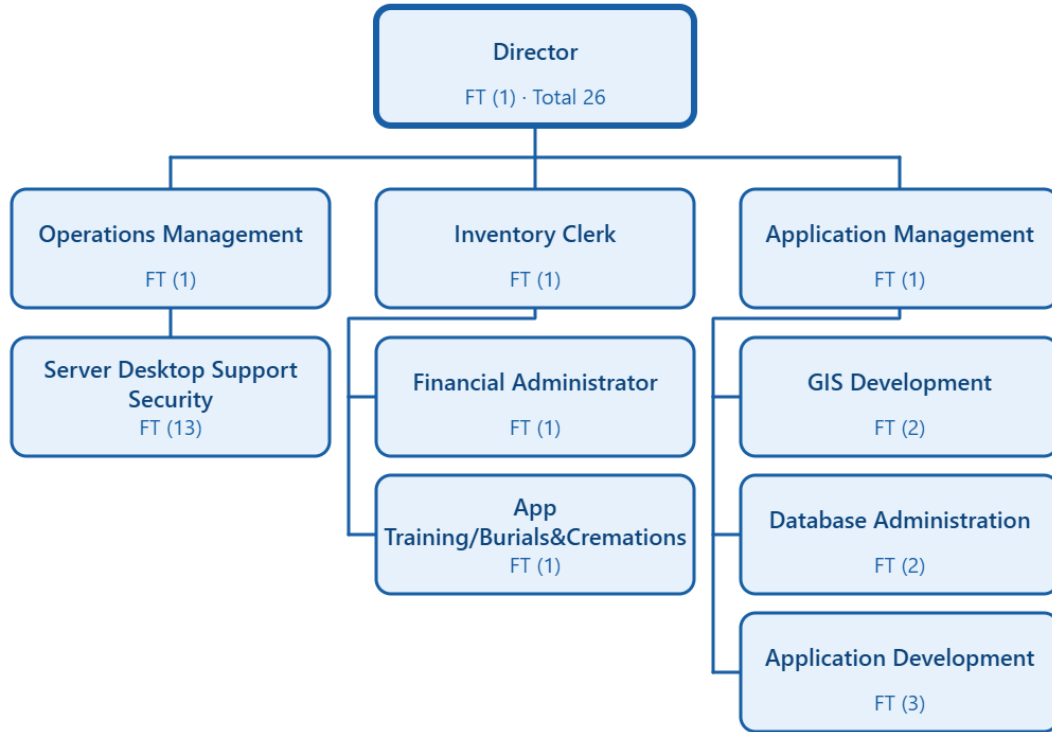 Director
FT (1) · Total 26
Operations Management
FT (1)
Inventory Clerk
FT (1)
Application Management
FT (1)
Server Desktop Support
Security
FT (13)
Financial Administrator
FT (1)
GIS Development
FT (2)
App
Training/Burials&Cremations
FT (1)
Database Administration
FT (2)
Application Development
FT (3)